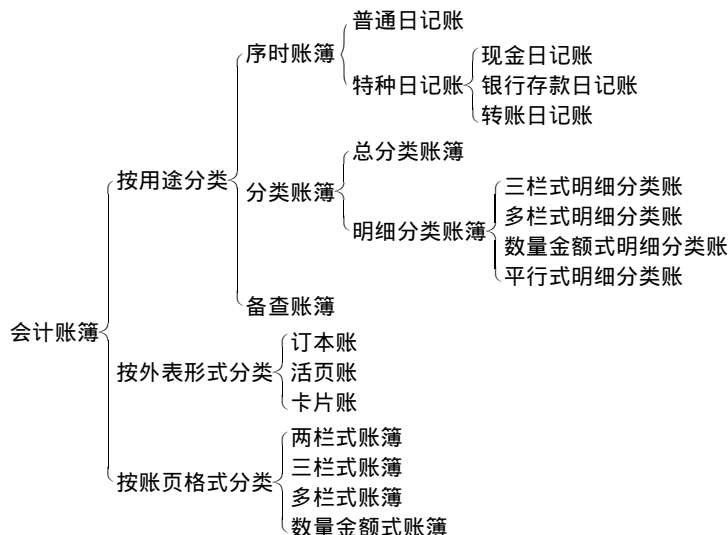 会计账簿
按用途分类
序时账簿
普通日记账
特种日记账
现金日记账
银行存款日记账
转账日记账
分类账簿
总分类账簿
明细分类账簿
三栏式明细分类账
多栏式明细分类账
数量金额式明细分类账
平行式明细分类账
备查账簿
按外表形式分类
订本账
活页账
卡片账
按账页格式分类
两栏式账簿
三栏式账簿
多栏式账簿
数量金额式账簿